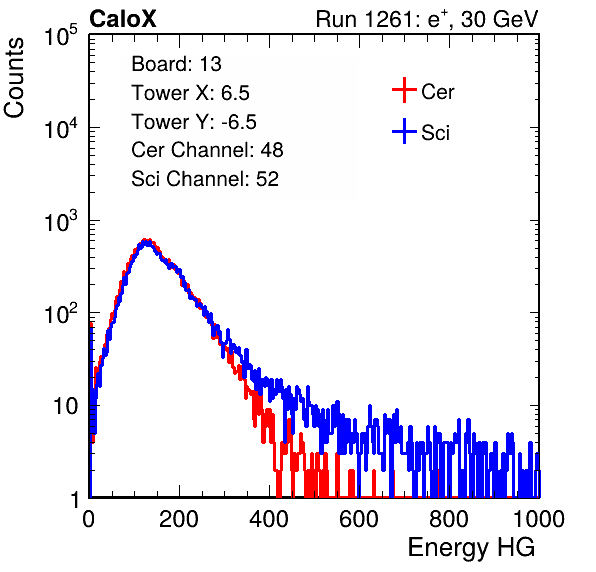 CaloX Run 1261: e⁺, 30 GeV
Counts
Board: 13
Tower X: 6.5
Tower Y: -6.5
Cer Channel: 48
Sci Channel: 52
Cer
Sci
10⁵
10⁴
10³
10²
10
1
0 200 400 600 800 1000
Energy HG